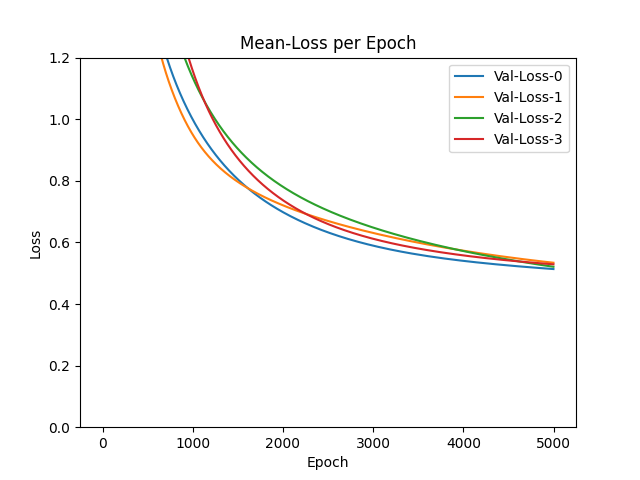 Mean-Loss per Epoch
1.2
1.0
0.8
0.6
0.4
0.2
0.0
Loss
Val-Loss-0
Val-Loss-1
Val-Loss-2
Val-Loss-3
0 1000 2000 3000 4000 5000
Epoch